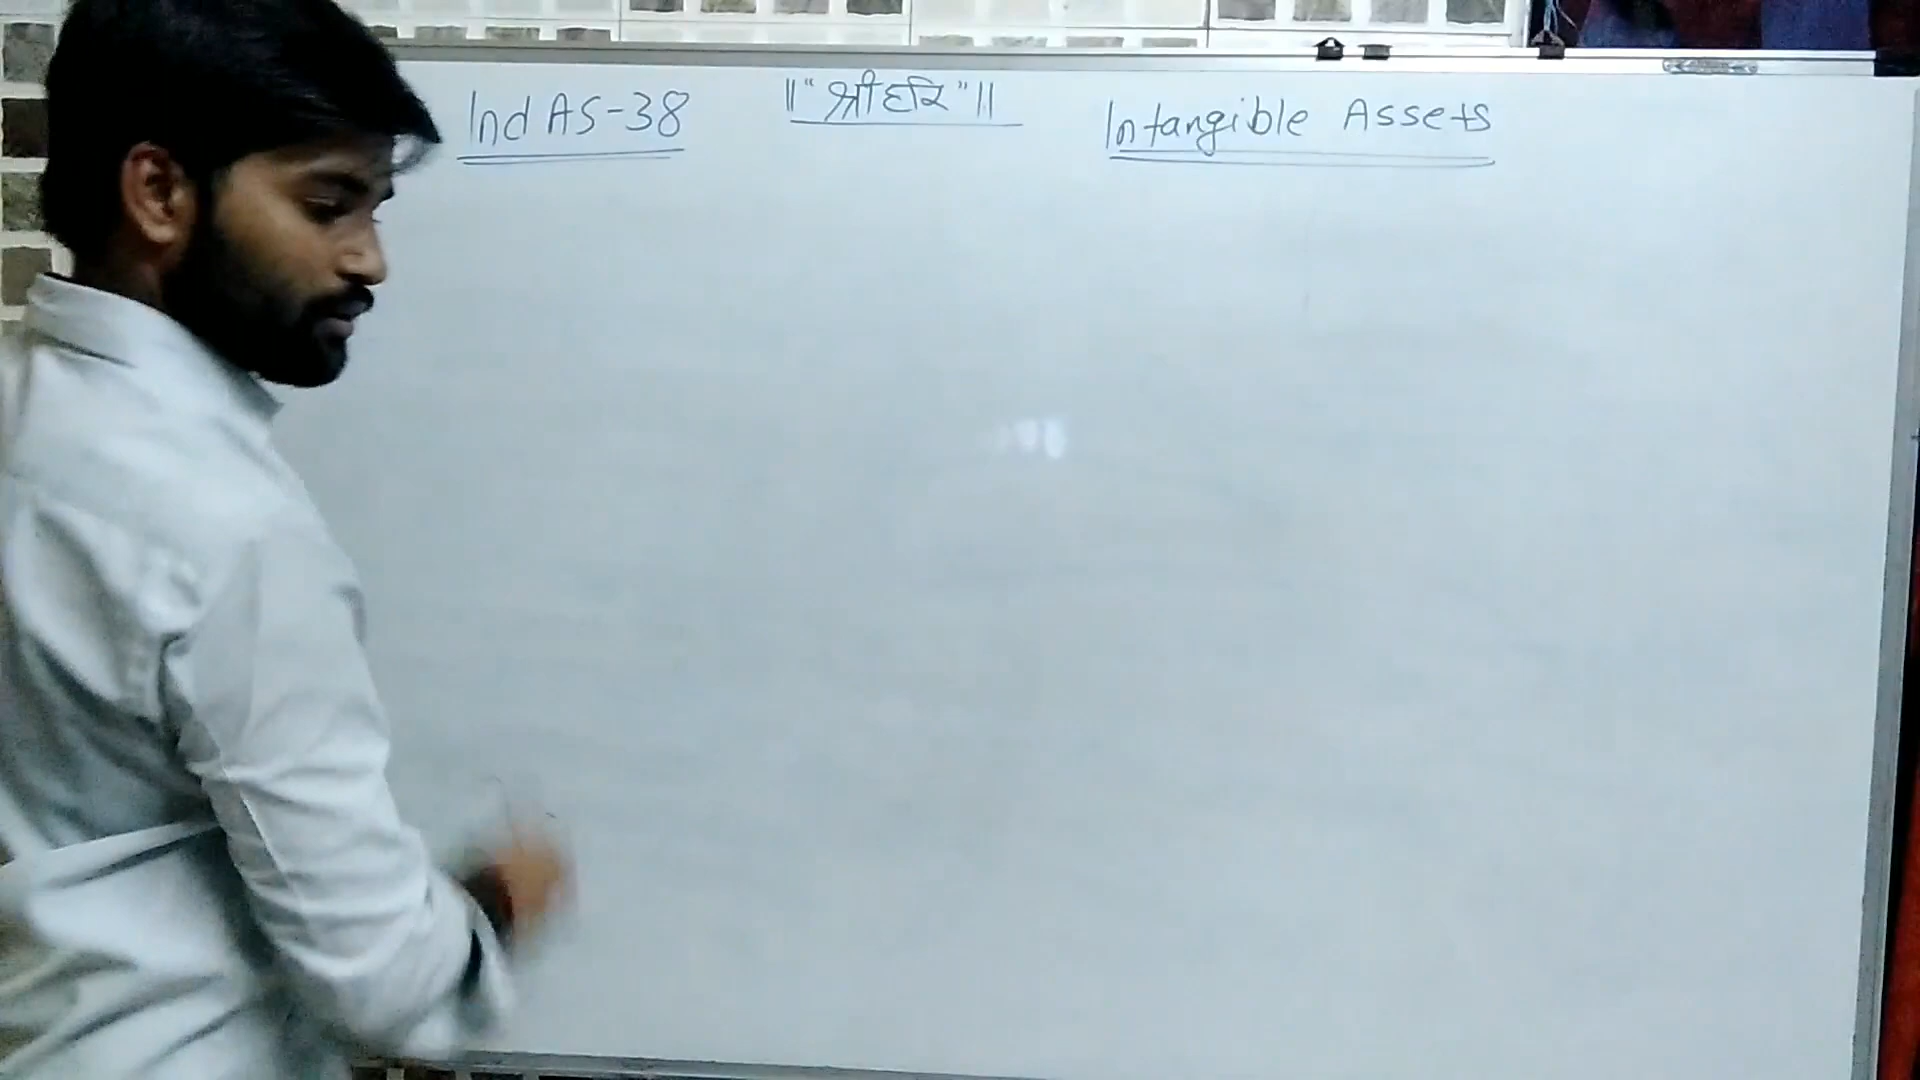 Ind AS-38 ॥ "श्रीहरि" ॥ Intangible Assets